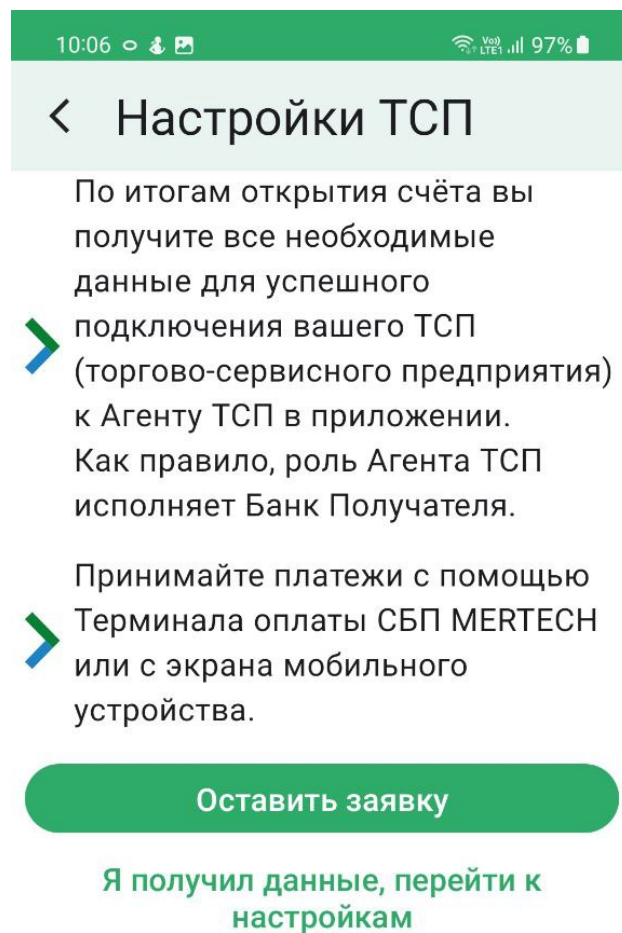 10:06 Vo)) LTE1 97%
Настройки ТСП
По итогам открытия счёта вы
получите все необходимые
данные для успешного
подключения вашего ТСП
(торгово-сервисного предприятия)
к Агенту ТСП в приложении.
Как правило, роль Агента ТСП
исполняет Банк Получателя.
Принимайте платежи с помощью
Терминала оплаты СБП MERTECH
или с экрана мобильного
устройства.
Оставить заявку
Я получил данные, перейти к
настройкам